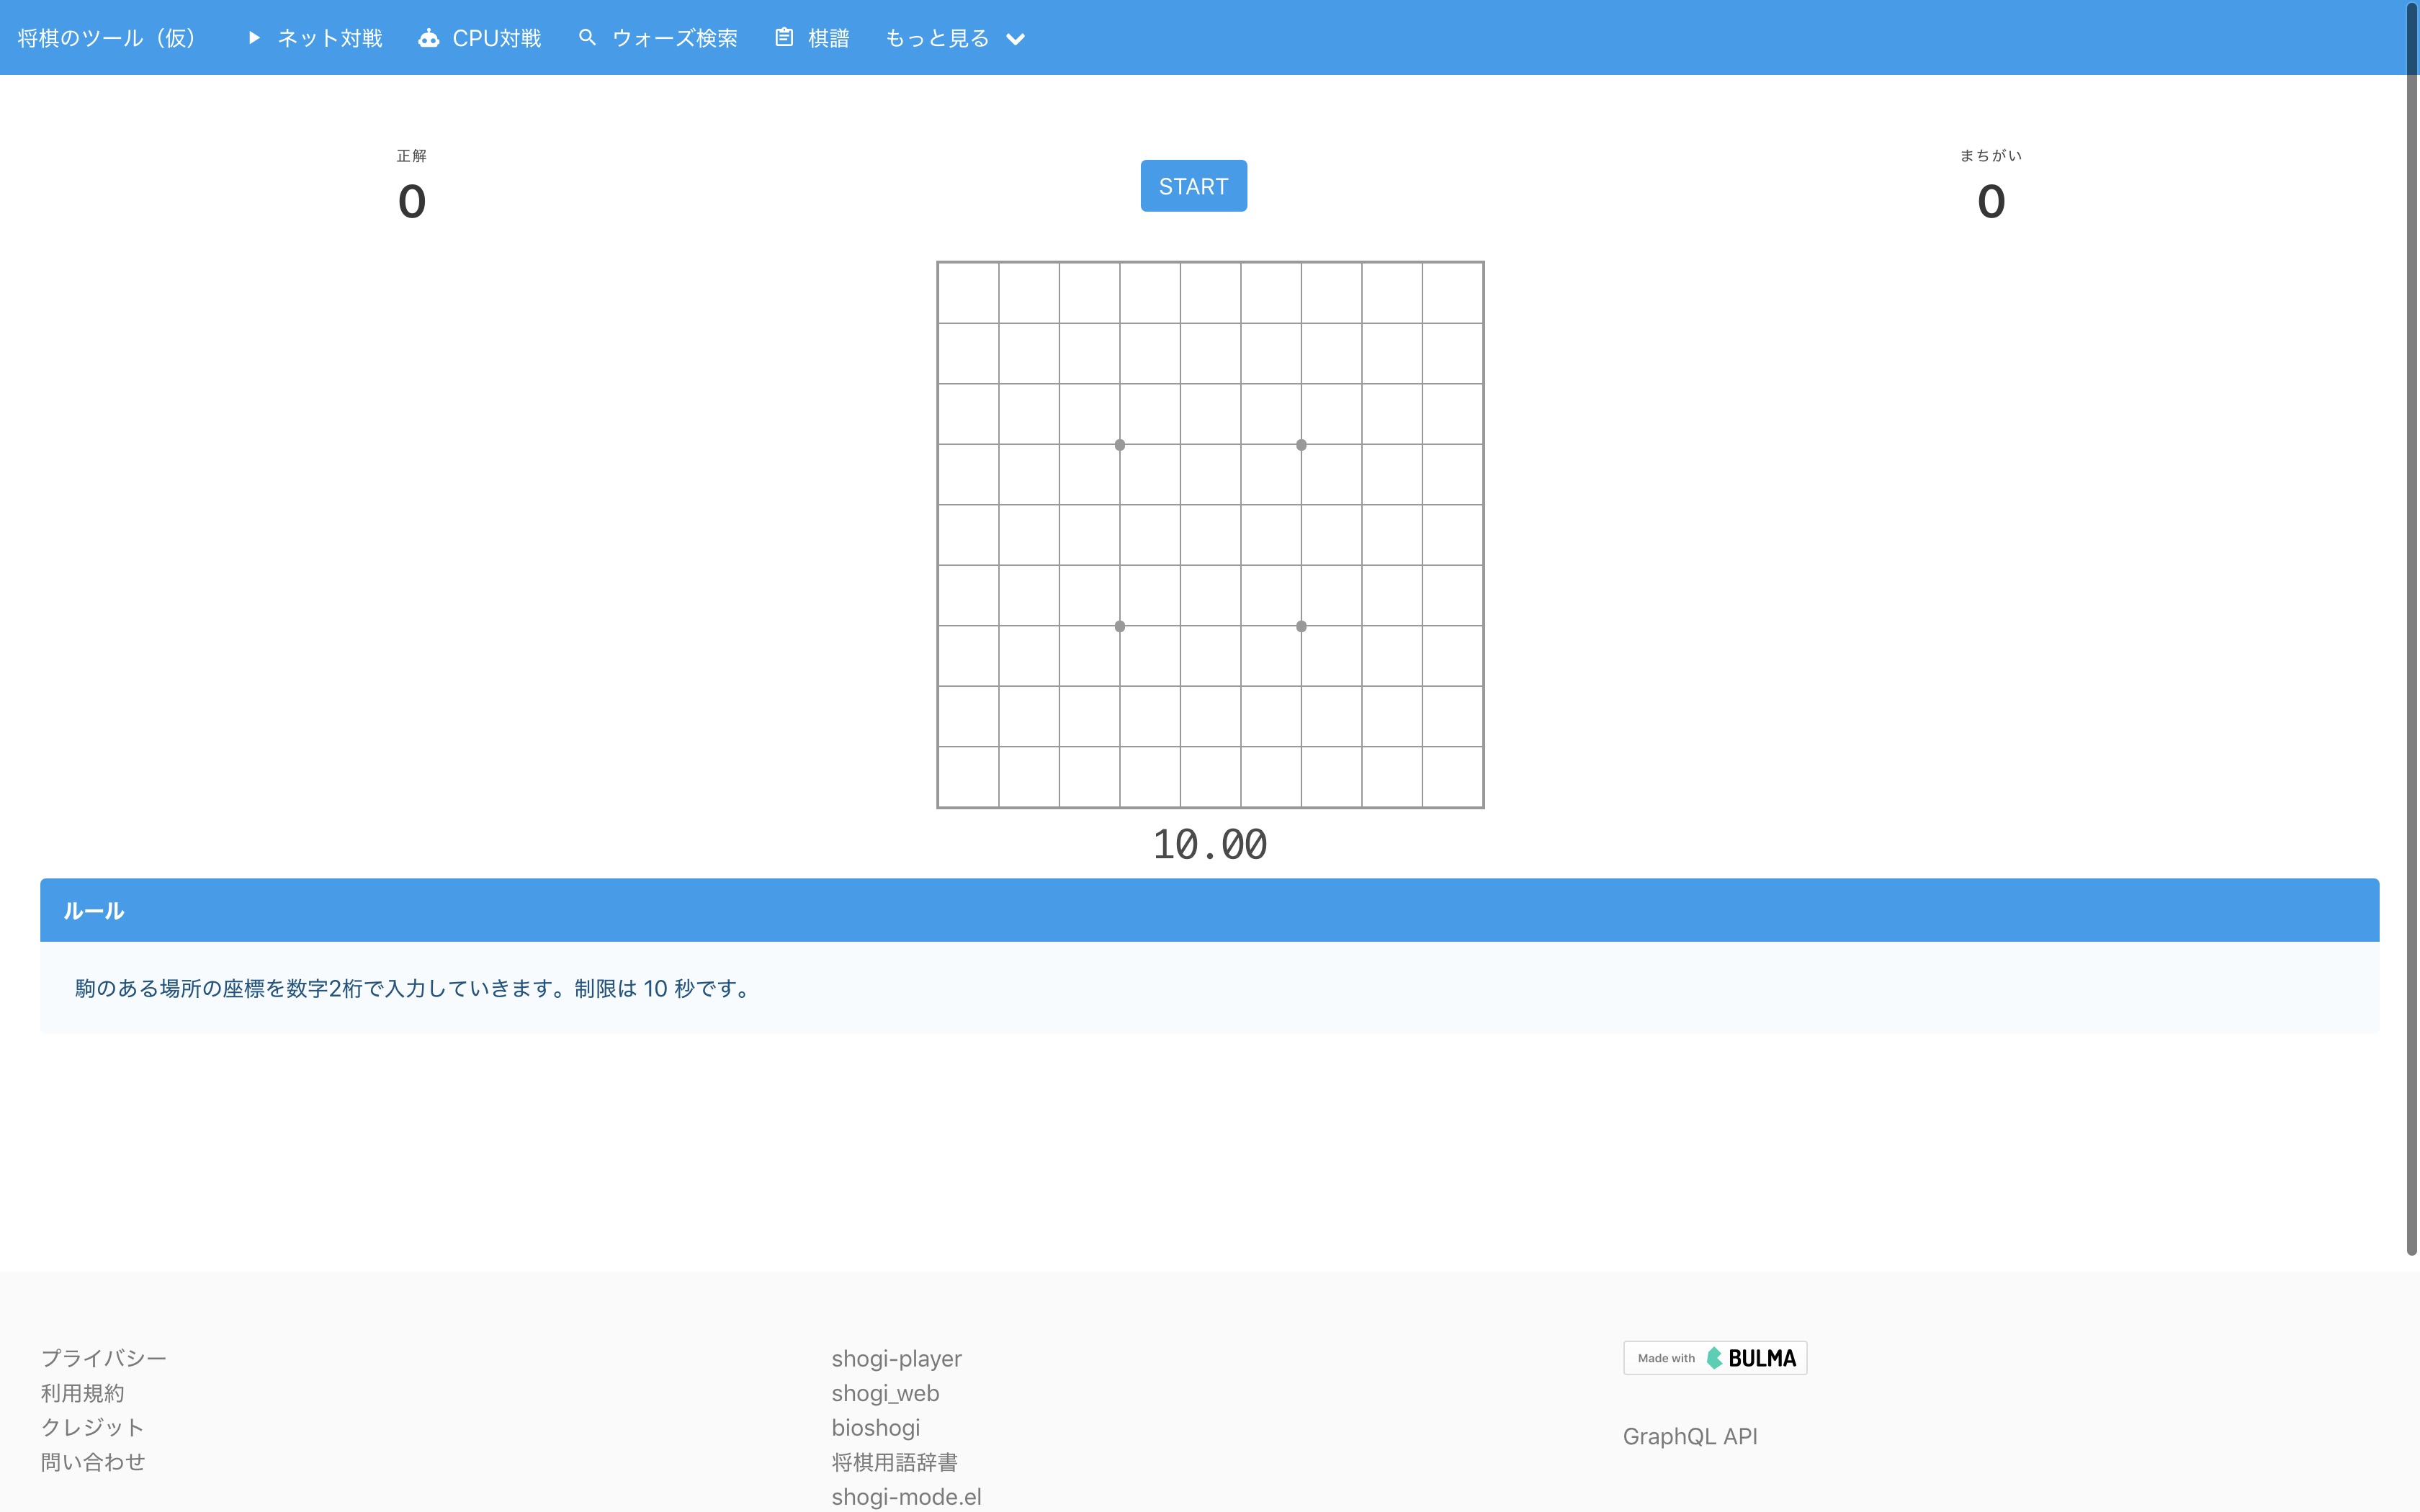 将棋のツール（仮） ネット対戦 CPU対戦 ウォーズ検索 棋譜 もっと見る
正解
0
START
まちがい
0
10.00
ルール
駒のある場所の座標を数字2桁で入力していきます。制限は 10 秒です。
プライバシー
利用規約
クレジット
問い合わせ
shogi-player
shogi_web
bioshogi
将棋用語辞書
shogi-mode.el
Made with BULMA
GraphQL API